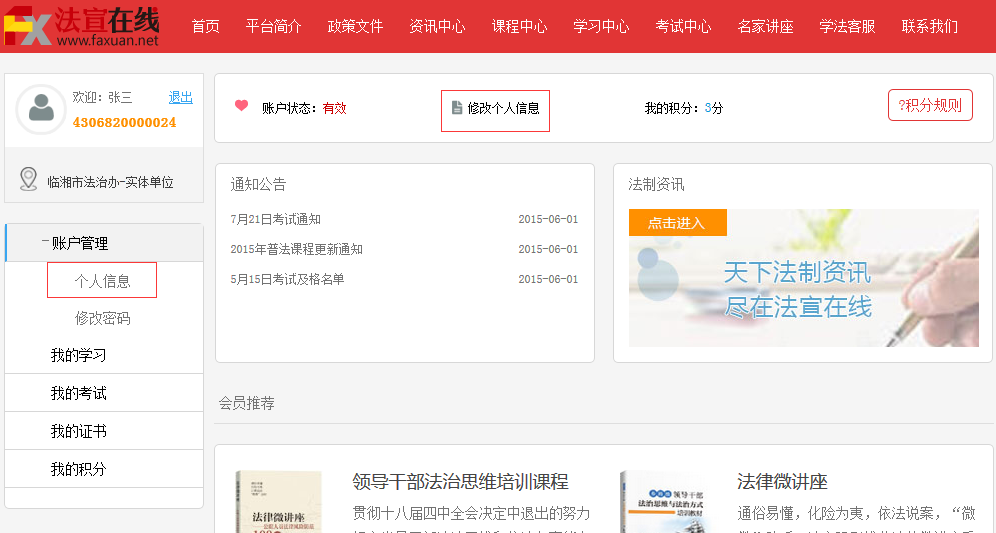 法宣在线
www.faxuan.net
首页 平台简介 政策文件 资讯中心 课程中心 学习中心 考试中心 名家讲座 学法客服 联系我们
欢迎：张三 退出
4306820000024
临湘市法治办-实体单位
账户状态：有效 修改个人信息 我的积分：3分 ?积分规则
账户管理
个人信息
修改密码
我的学习
我的考试
我的证书
我的积分
通知公告
7月21日考试通知 2015-06-01
2015年普法课程更新通知 2015-06-01
5月15日考试及格名单 2015-06-01
法制资讯
点击进入
天下法制资讯
尽在法宣在线
会员推荐
法律微讲座
领导干部法治思维培训课程
贯彻十八届四中全会决定中退出的努力
领导干部
法治思维与法治方式
培训教材
法律微讲座
通俗易懂，化险为夷，依法说案，“微